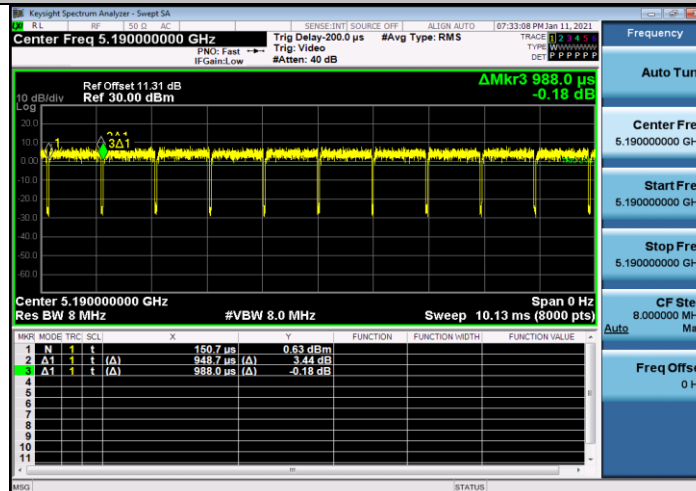 Keysight Spectrum Analyzer - Swept SA
RL RF 50 Ω AC SENSE:INT SOURCE OFF ALIGN AUTO 07:33:08 PM Jan 11, 2021
Center Freq 5.190000000 GHz
Trig Delay-200.0 µs #Avg Type: RMS
TRACE 1 2 3 4 5 6
PNO: Fast Trig: Video
TYPE WWWWWW
IFGain:Low #Atten: 40 dB
DET P P P P P P
ΔMkr3 988.0 µs
-0.18 dB
Ref Offset 11.31 dB
10 dB/div Ref 30.00 dBm
Log
20.0
10.0
0.00
-10.0
-20.0
-30.0
-40.0
-50.0
-60.0
1
3Δ1
Center 5.190000000 GHz Span 0 Hz
Res BW 8 MHz #VBW 8.0 MHz Sweep 10.13 ms (8000 pts)
MKR MODE TRC SCL X Y FUNCTION FUNCTION WIDTH FUNCTION VALUE
1 N 1 t 150.7 µs 0.63 dBm
2 Δ1 1 t (Δ) 948.7 µs (Δ) 3.44 dB
3 Δ1 1 t (Δ) 988.0 µs (Δ) -0.18 dB
4
5
6
7
8
9
10
11
MSG STATUS
Frequency
Auto Tun
Center Fre
5.190000000 GH
Start Fre
5.190000000 GH
Stop Fre
5.190000000 GH
CF Ste
8.000000 MH
Auto Ma
Freq Offse
0 H